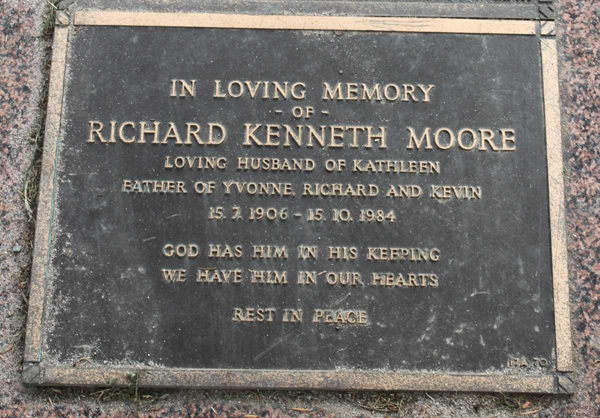 IN LOVING MEMORY
- OF -
RICHARD KENNETH MOORE
LOVING HUSBAND OF KATHLEEN
FATHER OF YVONNE, RICHARD AND KEVIN
15. 7. 1906 - 15. 10. 1984
GOD HAS HIM IN HIS KEEPING
WE HAVE HIM IN OUR HEARTS
REST IN PEACE